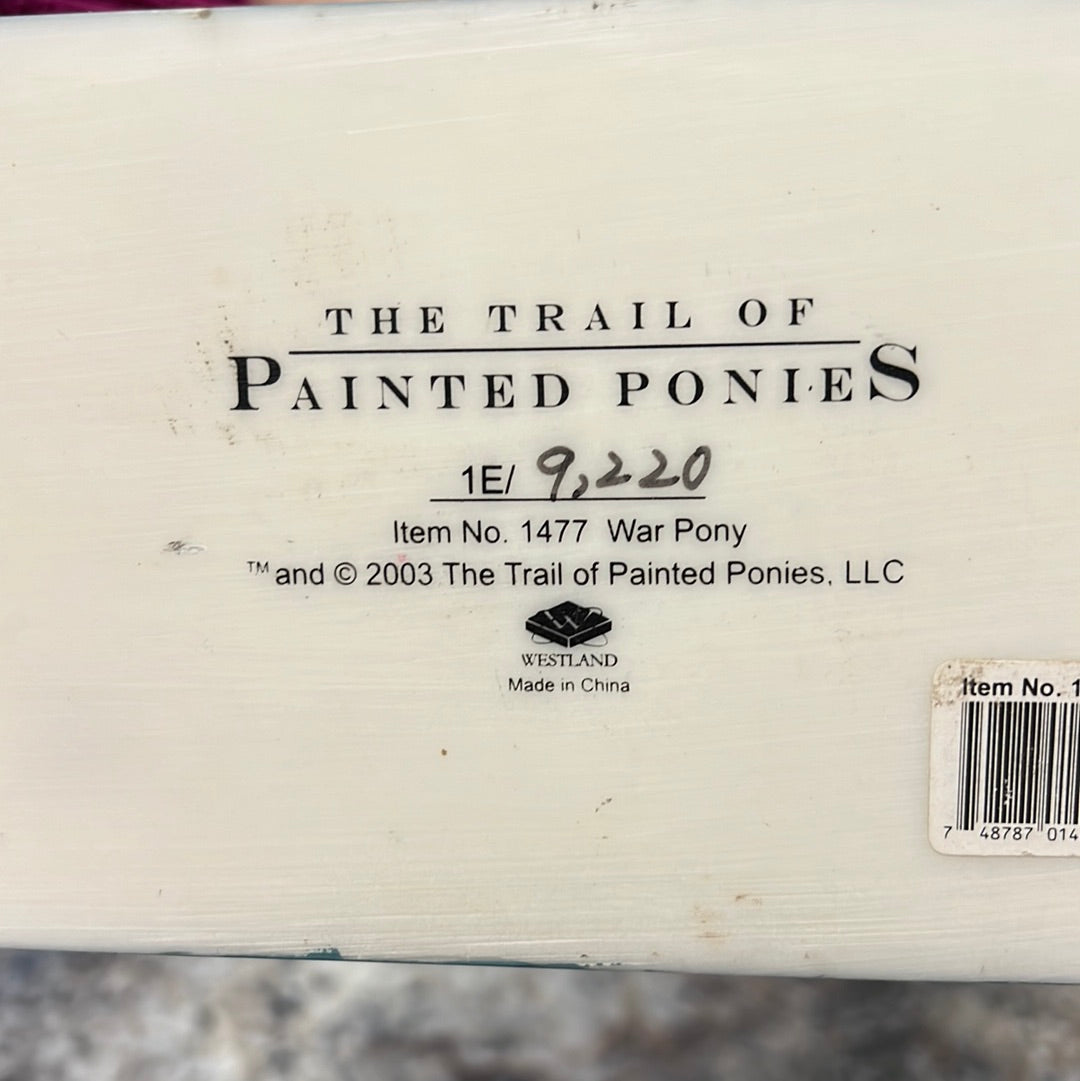 THE TRAIL OF
PAINTED PONIES
1E/ 9,220
Item No. 1477 War Pony
™ and © 2003 The Trail of Painted Ponies, LLC
WESTLAND
Made in China
Item No. 1
7 48787 014